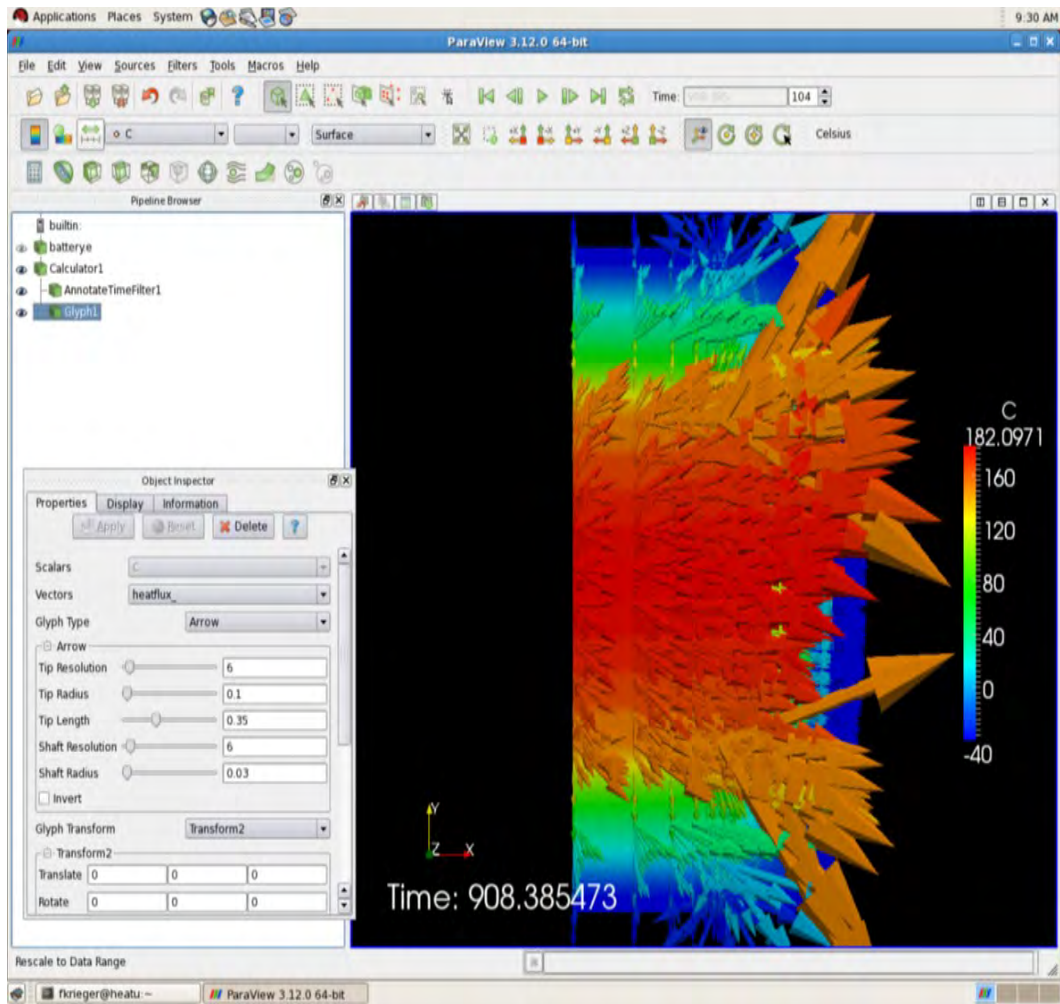 Applications Places System
9:30 AM
ParaView 3.12.0 64-bit
File Edit View Sources Filters Tools Macros Help
Time:
104
C
Surface
Celsius
Pipeline Browser
builtin:
batterye
Calculator1
AnnotateTimeFilter1
Glyph1
Object Inspector
Properties Display Information
Apply Reset Delete ?
Scalars C
Vectors heatflux_
Glyph Type Arrow
Arrow
Tip Resolution 6
Tip Radius 0.1
Tip Length 0.35
Shaft Resolution 6
Shaft Radius 0.03
Invert
Glyph Transform Transform2
Transform2
Translate 0 0 0
Rotate 0 0 0
C
182.0971
160
120
80
40
0
-40
Y
Z X
Time: 908.385473
Rescale to Data Range
fkrieger@heatu:~ ParaView 3.12.0 64-bit